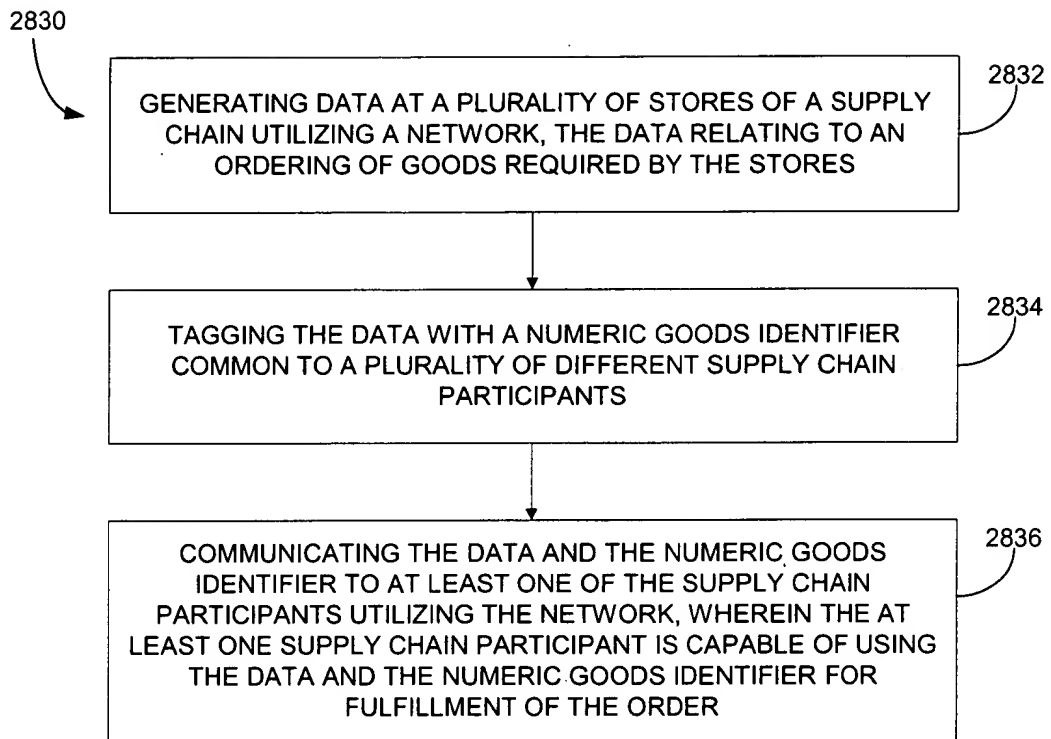 2830
GENERATING DATA AT A PLURALITY OF STORES OF A SUPPLY
CHAIN UTILIZING A NETWORK, THE DATA RELATING TO AN
ORDERING OF GOODS REQUIRED BY THE STORES
2832
TAGGING THE DATA WITH A NUMERIC GOODS IDENTIFIER
COMMON TO A PLURALITY OF DIFFERENT SUPPLY CHAIN
PARTICIPANTS
2834
COMMUNICATING THE DATA AND THE NUMERIC GOODS
IDENTIFIER TO AT LEAST ONE OF THE SUPPLY CHAIN
PARTICIPANTS UTILIZING THE NETWORK, WHEREIN THE AT
LEAST ONE SUPPLY CHAIN PARTICIPANT IS CAPABLE OF USING
THE DATA AND THE NUMERIC GOODS IDENTIFIER FOR
FULFILLMENT OF THE ORDER
2836